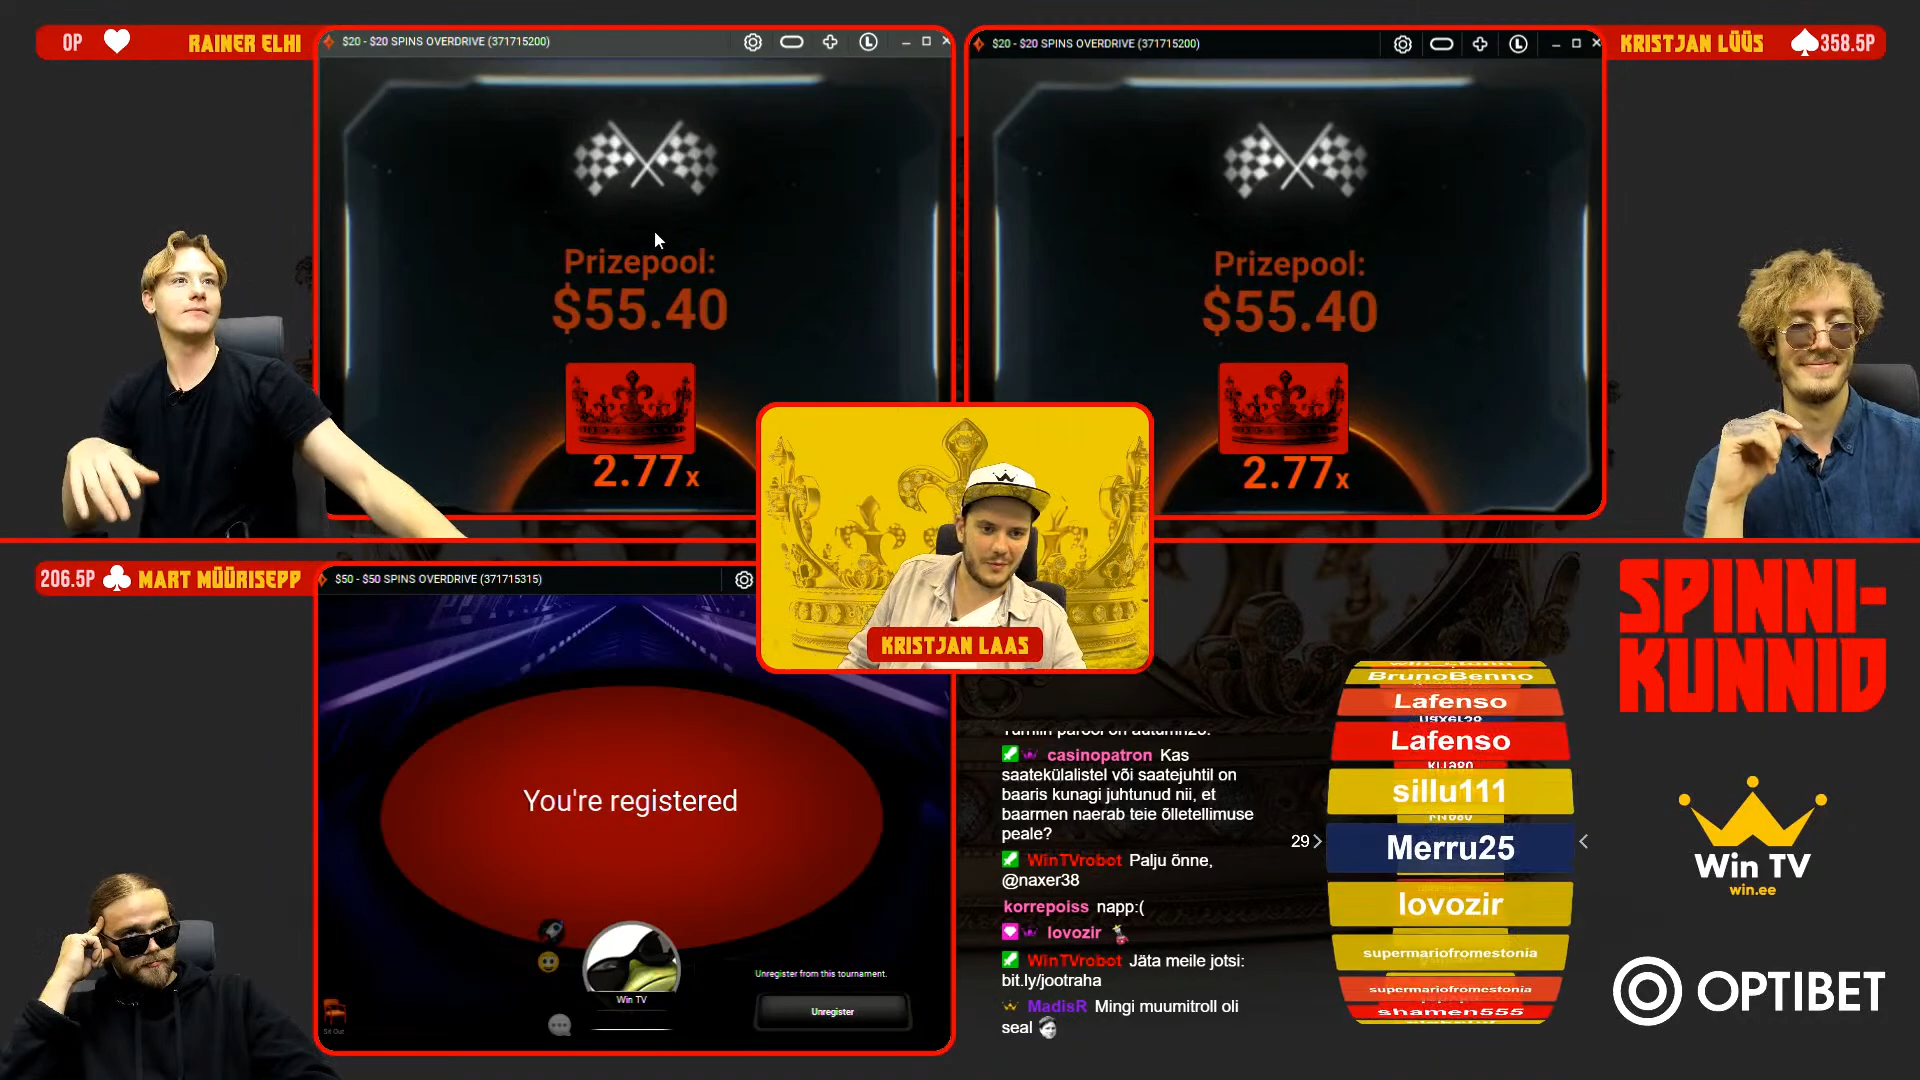 0P
RAINER ELHI
$20 - $20 SPINS OVERDRIVE (371715200)
Prizepool:
$55.40
2.77x
$20 - $20 SPINS OVERDRIVE (371715200)
Prizepool:
$55.40
2.77x
KRISTJAN LÜÜS
358.5P
206.5P
MART MÜÜRISEPP
$50 - $50 SPINS OVERDRIVE (371715315)
You're registered
Win TV
Sit Out
Unregister from this tournament.
Unregister
KRISTJAN LAAS
casinopatron Kas
saatekülalistel või saatejuhtil on
baaris kunagi juhtunud nii, et
baarmen naerab teie õlletellimuse
peale?
WinTVrobot Palju õnne,
@naxer38
korrepoiss napp:(
lovozir
WinTVrobot Jäta meile jotsi:
bit.ly/jootraha
MadisR Mingi muumitroll oli
seal
29
BrunoBenno
Lafenso
Lafenso
sillu111
Merru25
lovozir
supermariofromestonia
supermariofromestonia
shamen555
SPINNI-
KUNNID
Win TV
win.ee
OPTIBET